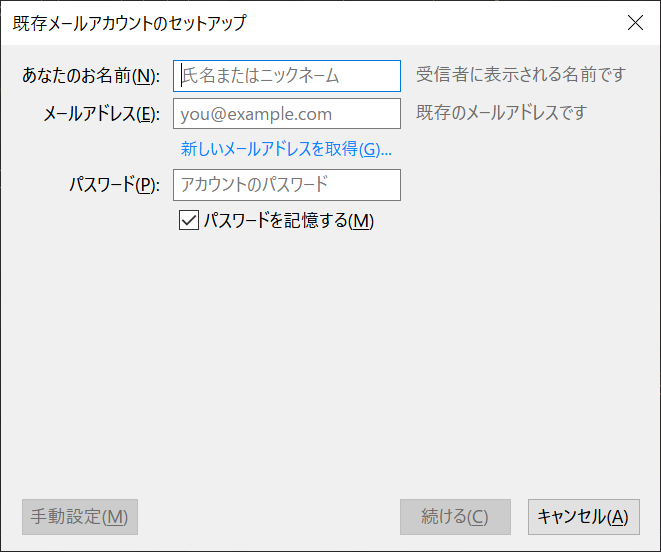 既存メールアカウントのセットアップ
あなたのお名前(N): 氏名またはニックネーム 受信者に表示される名前です
メールアドレス(E): you@example.com 既存のメールアドレスです
新しいメールアドレスを取得(G)...
パスワード(P): アカウントのパスワード
パスワードを記憶する(M)
手動設定(M) 続ける(C) キャンセル(A)